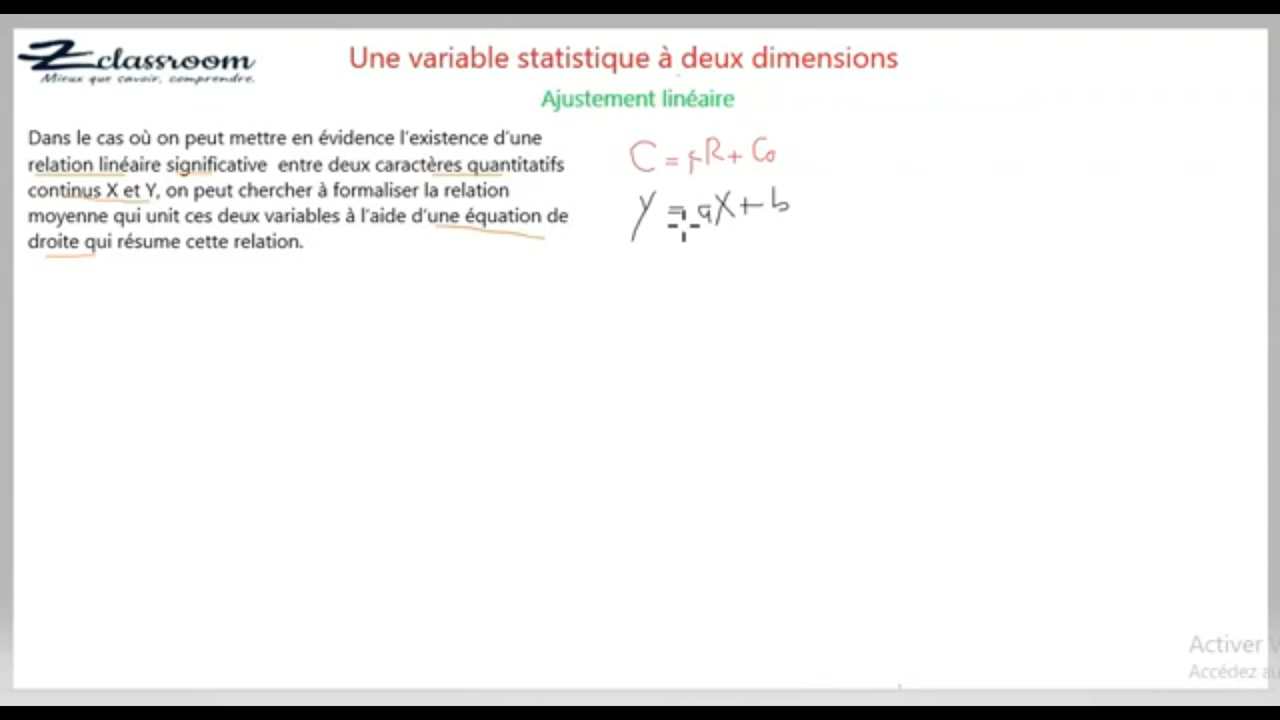 Zclassroom
Mieux que savoir, comprendre.
Une variable statistique à deux dimensions
Ajustement linéaire
Dans le cas où on peut mettre en évidence l'existence d'une
relation linéaire significative entre deux caractères quantitatifs
continus X et Y, on peut chercher à formaliser la relation
moyenne qui unit ces deux variables à l'aide d'une équation de
droite qui résume cette relation.
C = R + C₀
Y = aX + b
Activer
Accédez